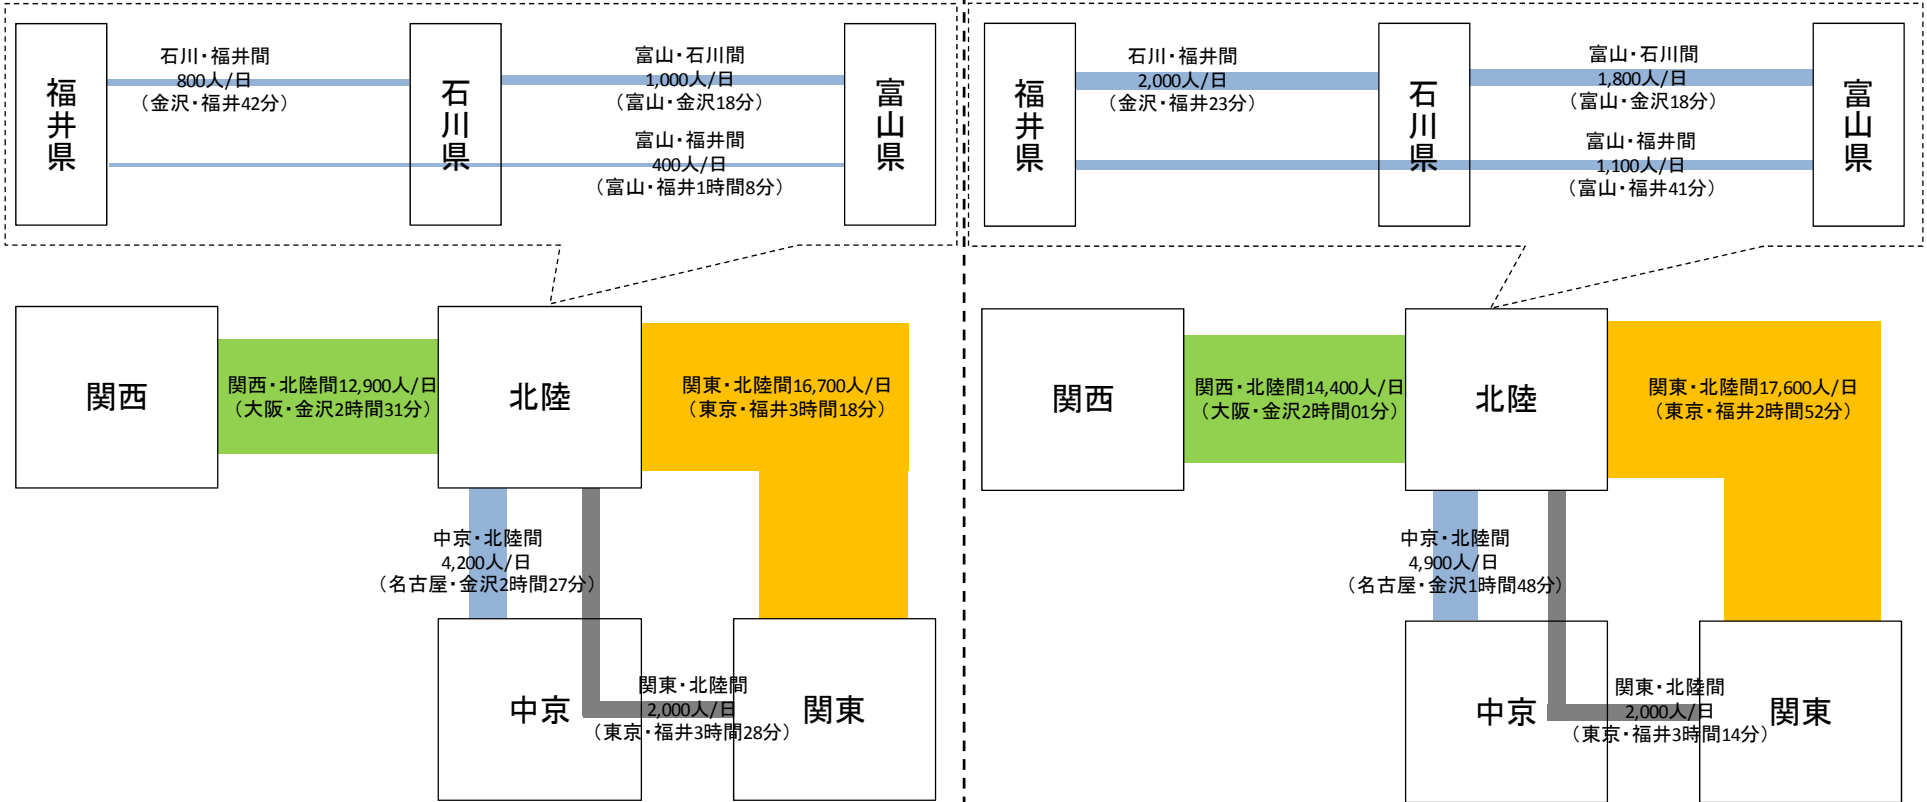 福井県
石川・福井間
800人/日
（金沢・福井42分）
石川県
富山・石川間
1,000人/日
（富山・金沢18分）
富山・福井間
400人/日
（富山・福井1時間8分）
富山県
関西
関西・北陸間12,900人/日
（大阪・金沢2時間31分）
北陸
関東・北陸間16,700人/日
（東京・福井3時間18分）
中京・北陸間
4,200人/日
（名古屋・金沢2時間27分）
中京
関東・北陸間
2,000人/日
（東京・福井3時間28分）
関東
福井県
石川・福井間
2,000人/日
（金沢・福井23分）
石川県
富山・石川間
1,800人/日
（富山・金沢18分）
富山・福井間
1,100人/日
（富山・福井41分）
富山県
関西
関西・北陸間14,400人/日
（大阪・金沢2時間01分）
北陸
関東・北陸間17,600人/日
（東京・福井2時間52分）
中京・北陸間
4,900人/日
（名古屋・金沢1時間48分）
中京
関東・北陸間
2,000人/日
（東京・福井3時間14分）
関東